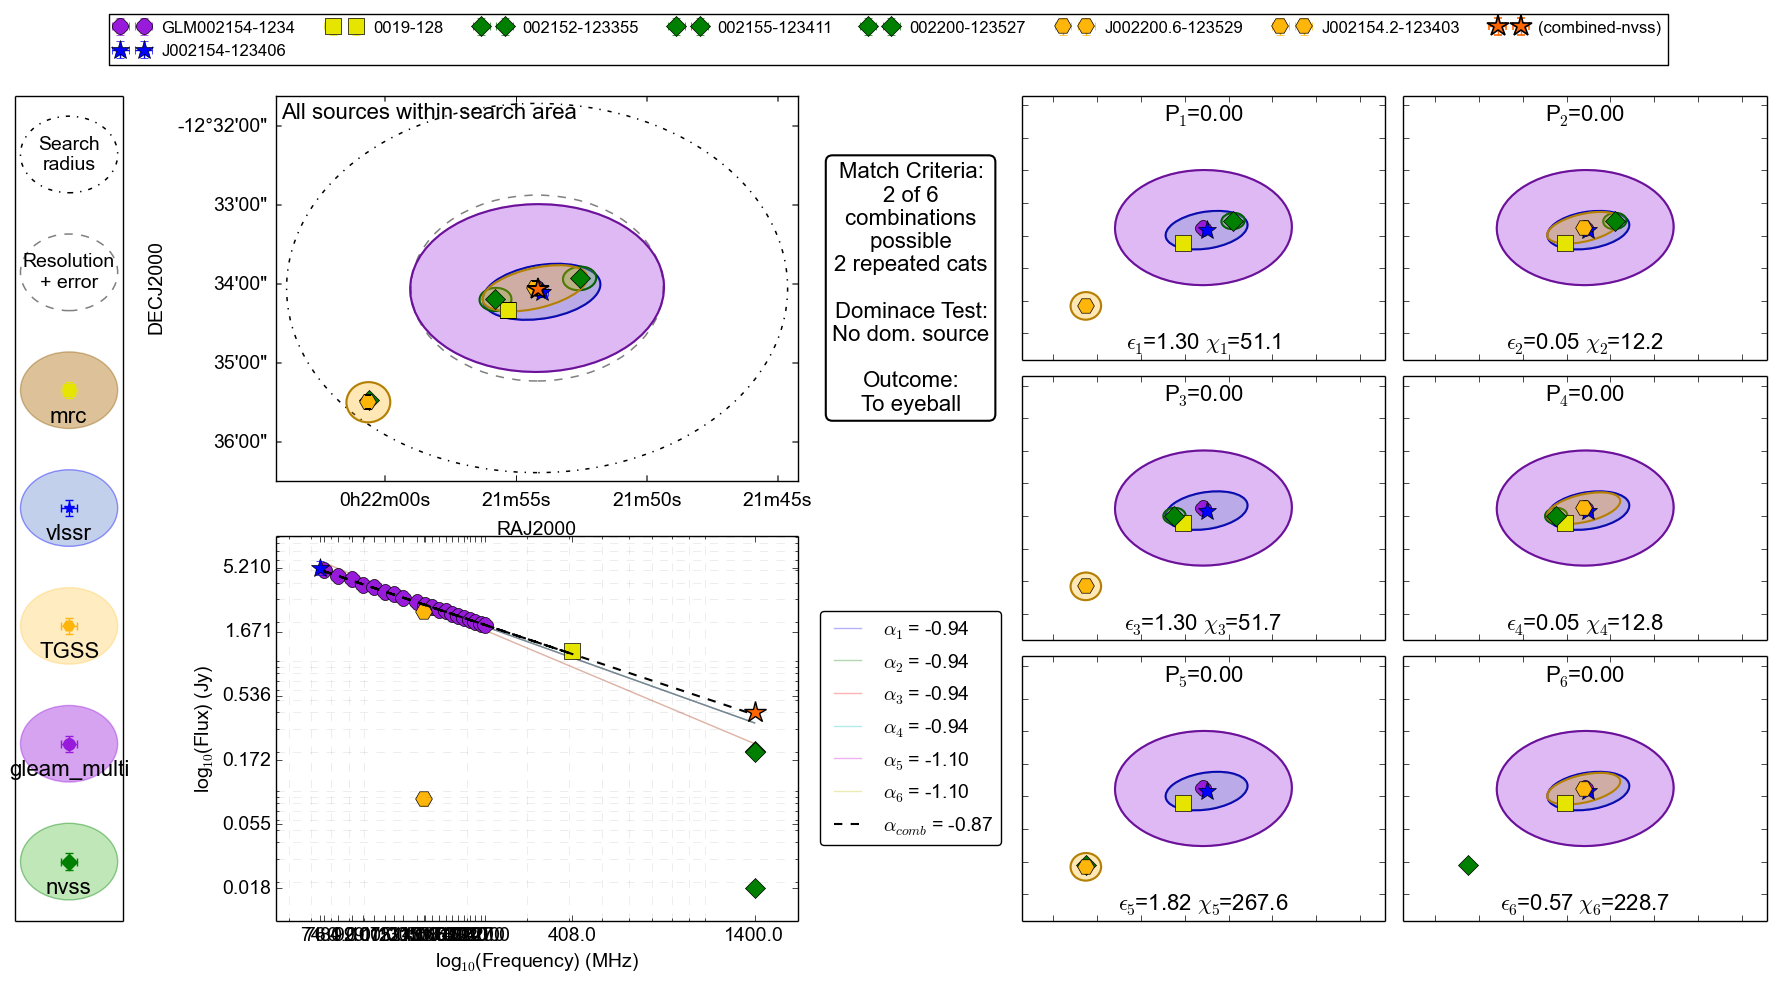 GLM002154-1234 0019-128 002152-123355 002155-123411 002200-123527 J002200.6-123529 J002154.2-123403 (combined-nvss)
J002154-123406
Search
radius
Resolution
+ error
mrc
vlssr
TGSS
gleam_multi
nvss
All sources within search area
DECJ2000
-12°32'00"
33'00"
34'00"
35'00"
36'00"
0h22m00s 21m55s 21m50s 21m45s
RAJ2000
Match Criteria:
2 of 6
combinations
possible
2 repeated cats
Dominace Test:
No dom. source
Outcome:
To eyeball
log10(Flux) (Jy)
5.210
1.671
0.536
0.172
0.055
0.018
408.0 1400.0
log10(Frequency) (MHz)
α1 = -0.94
α2 = -0.94
α3 = -0.94
α4 = -0.94
α5 = -1.10
α6 = -1.10
αcomb = -0.87
P1=0.00
ϵ1=1.30 χ1=51.1
P2=0.00
ϵ2=0.05 χ2=12.2
P3=0.00
ϵ3=1.30 χ3=51.7
P4=0.00
ϵ4=0.05 χ4=12.8
P5=0.00
ϵ5=1.82 χ5=267.6
P6=0.00
ϵ6=0.57 χ6=228.7